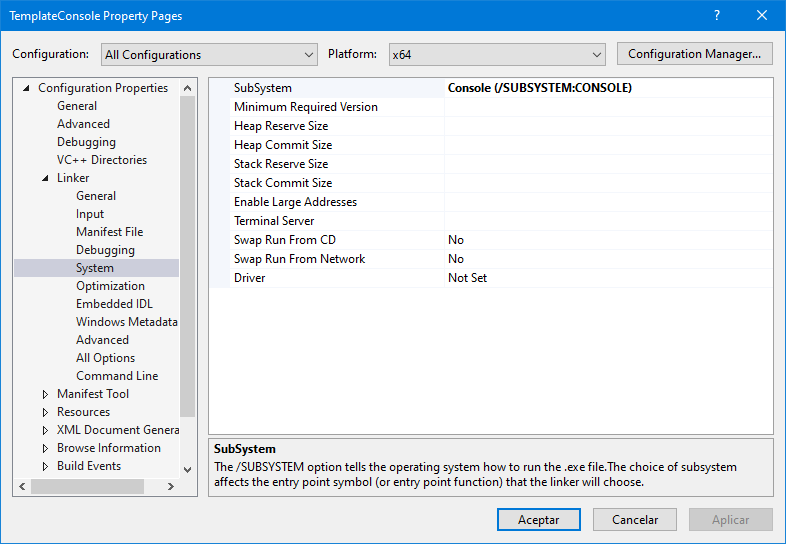 TemplateConsole Property Pages
Configuration: All Configurations Platform: x64 Configuration Manager...
Configuration Properties
General
Advanced
Debugging
VC++ Directories
Linker
General
Input
Manifest File
Debugging
System
Optimization
Embedded IDL
Windows Metadata
Advanced
All Options
Command Line
Manifest Tool
Resources
XML Document Genera
Browse Information
Build Events
SubSystem Console (/SUBSYSTEM:CONSOLE)
Minimum Required Version
Heap Reserve Size
Heap Commit Size
Stack Reserve Size
Stack Commit Size
Enable Large Addresses
Terminal Server
Swap Run From CD No
Swap Run From Network No
Driver Not Set
SubSystem
The /SUBSYSTEM option tells the operating system how to run the .exe file.The choice of subsystem
affects the entry point symbol (or entry point function) that the linker will choose.
Aceptar Cancelar Aplicar